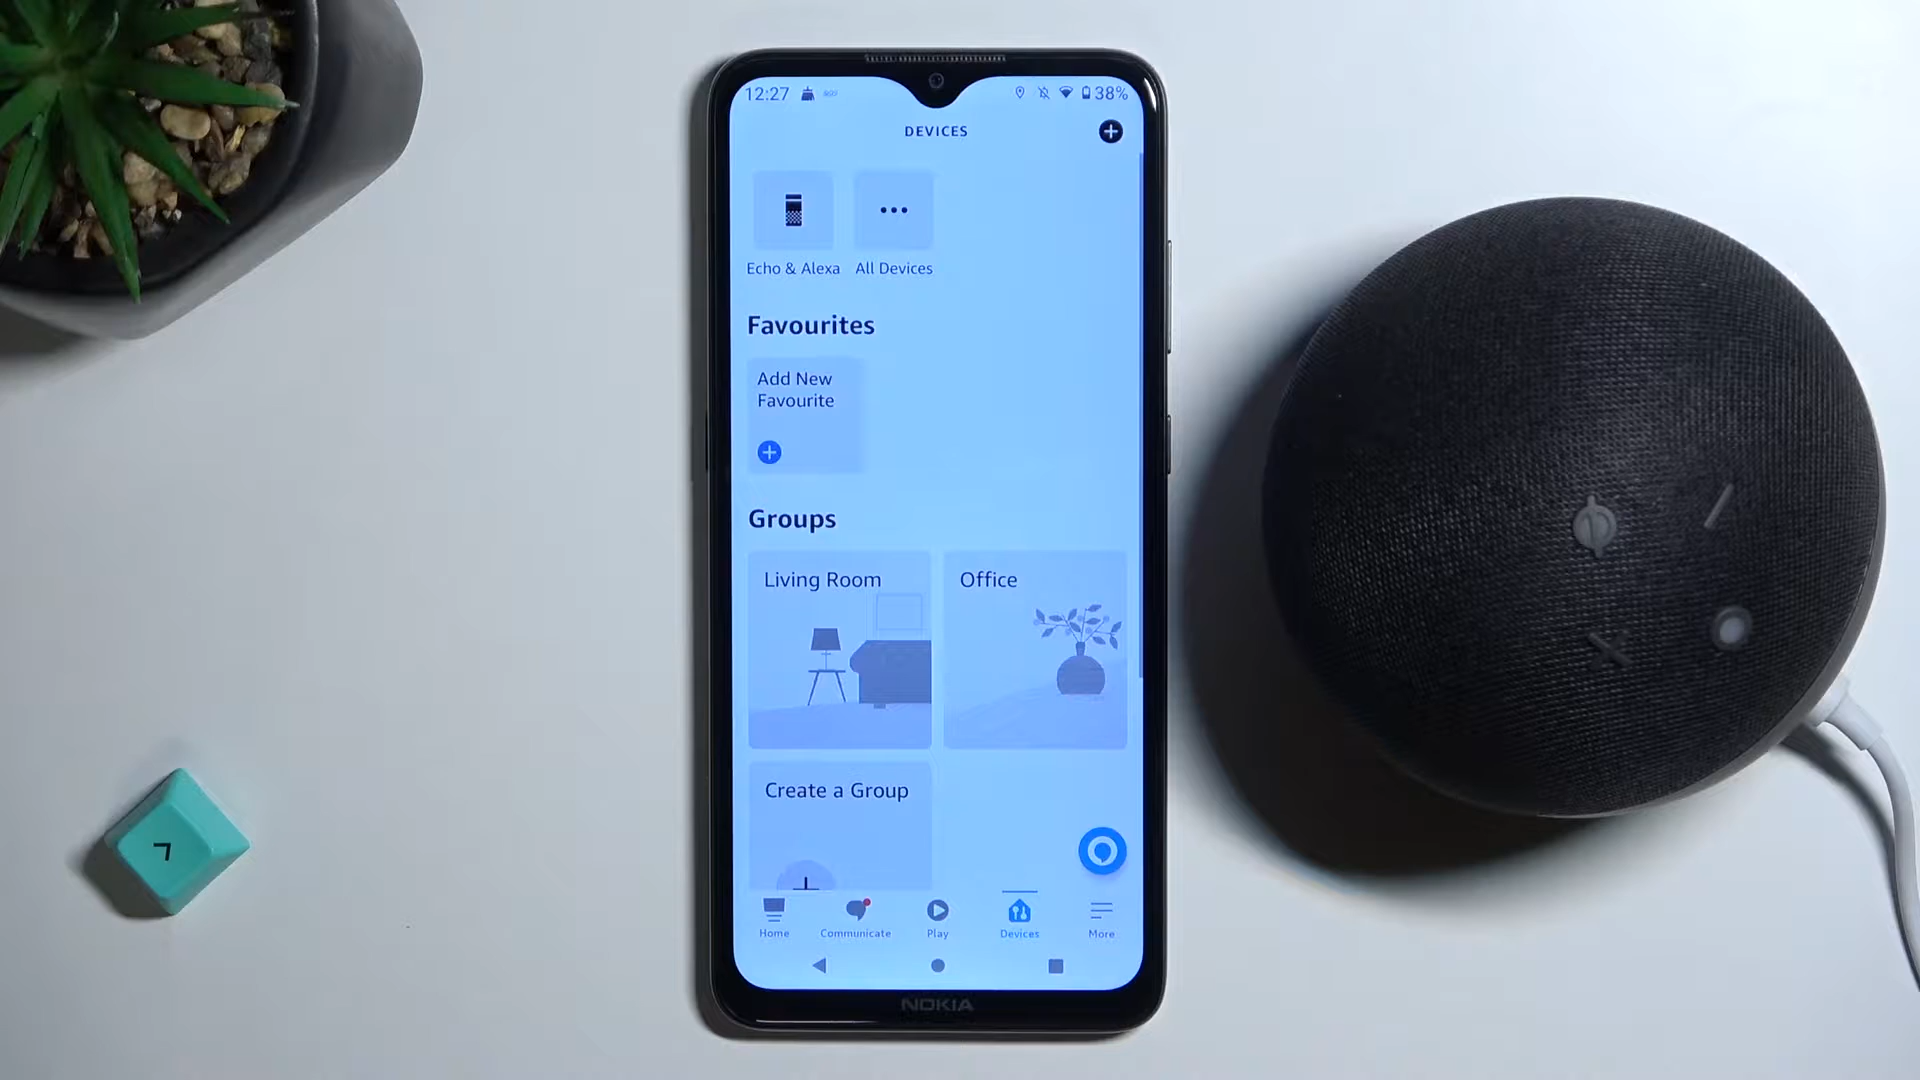 12:27
38%
DEVICES
Echo & Alexa
All Devices
Favourites
Add New
Favourite
Groups
Living Room
Office
Create a Group
Home
Communicate
Play
Devices
More
NOKIA